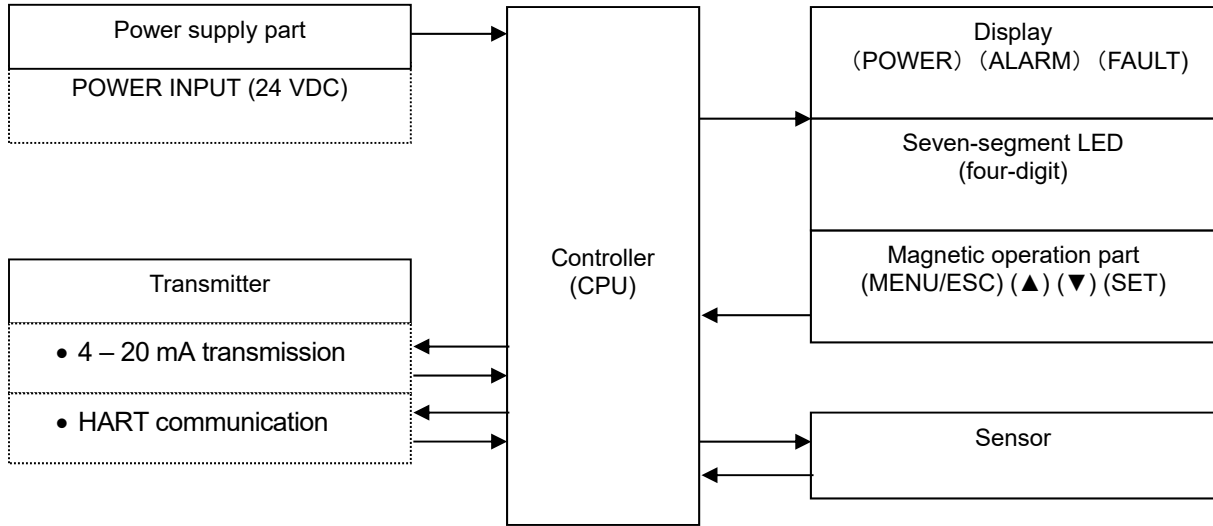 Power supply part
POWER INPUT (24 VDC)
Transmitter
• 4 – 20 mA transmission
• HART communication
Controller
(CPU)
Display
（POWER）（ALARM）（FAULT）
Seven-segment LED
(four-digit)
Magnetic operation part
(MENU/ESC) (▲) (▼) (SET)
Sensor